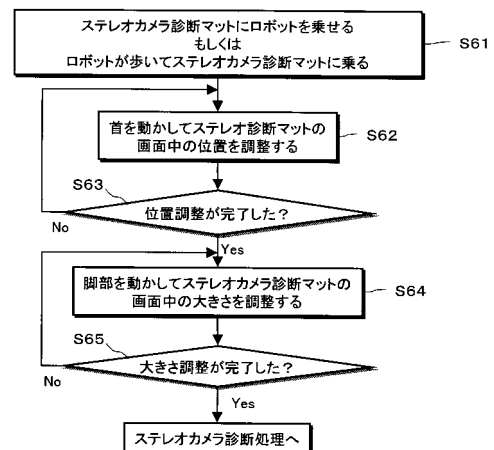 ステレオカメラ診断マットにロボットを乗せる
もしくは
ロボットが歩いてステレオカメラ診断マットに乗る
S61
首を動かしてステレオ診断マットの
画面中の位置を調整する
S62
S63
位置調整が完了した?
No
Yes
脚部を動かしてステレオカメラ診断マットの
画面中の大きさを調整する
S64
S65
大きさ調整が完了した?
No
Yes
ステレオカメラ診断処理へ